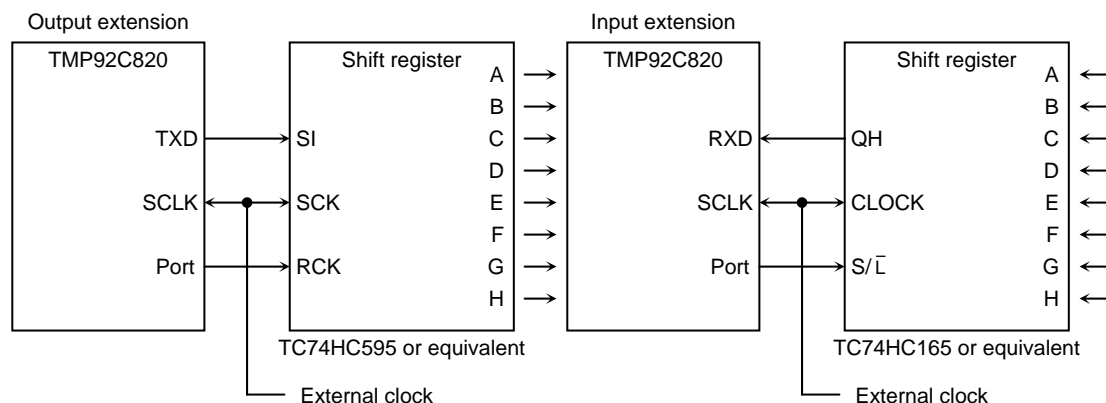 Output extension
TMP92C820
TXD
SCLK
Port
Shift register
SI
SCK
RCK
A
B
C
D
E
F
G
H
TC74HC595 or equivalent
External clock
Input extension
TMP92C820
RXD
SCLK
Port
Shift register
QH
CLOCK
S/L̅
A
B
C
D
E
F
G
H
TC74HC165 or equivalent
External clock